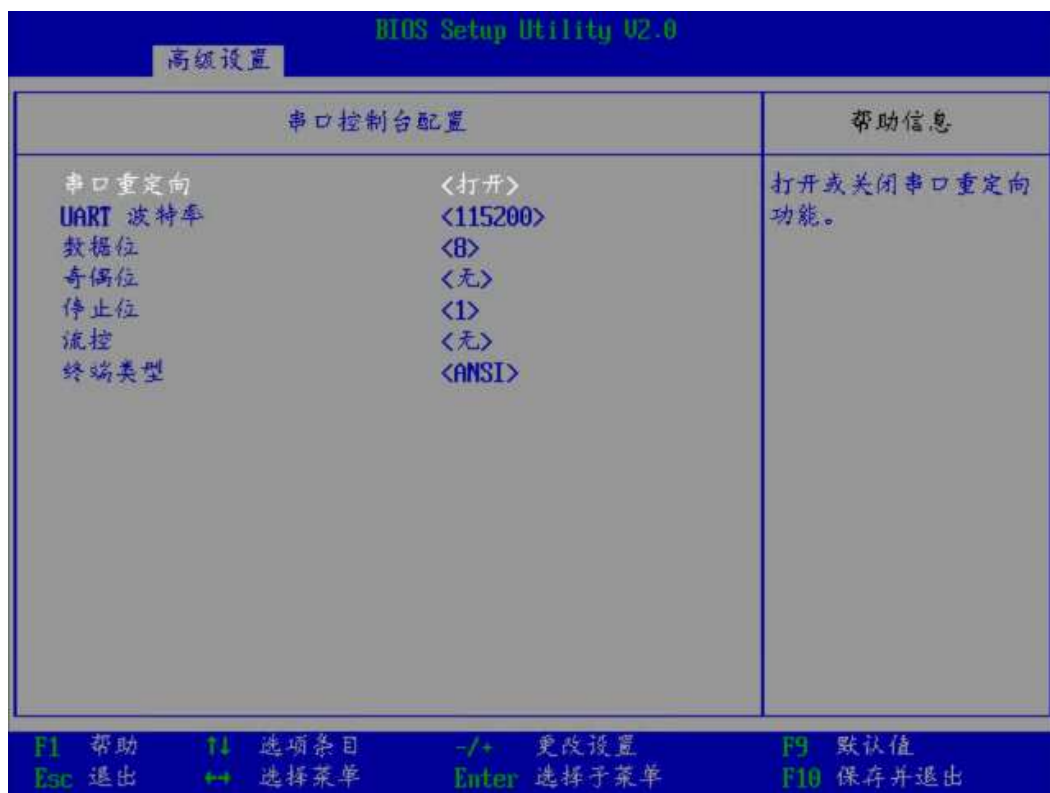 BIOS Setup Utility V2.0
高级设置
串口控制台配置
帮助信息
串口重定向 <打开>
UART 波特率 <115200>
数据位 <8>
奇偶位 <无>
停止位 <1>
流控 <无>
终端类型 <ANSI>
打开或关闭串口重定向
功能。
F1 帮助 ↑↓ 选项条目 -/+ 更改设置 F9 默认值
Esc 退出 ←→ 选择菜单 Enter 选择子菜单 F10 保存并退出